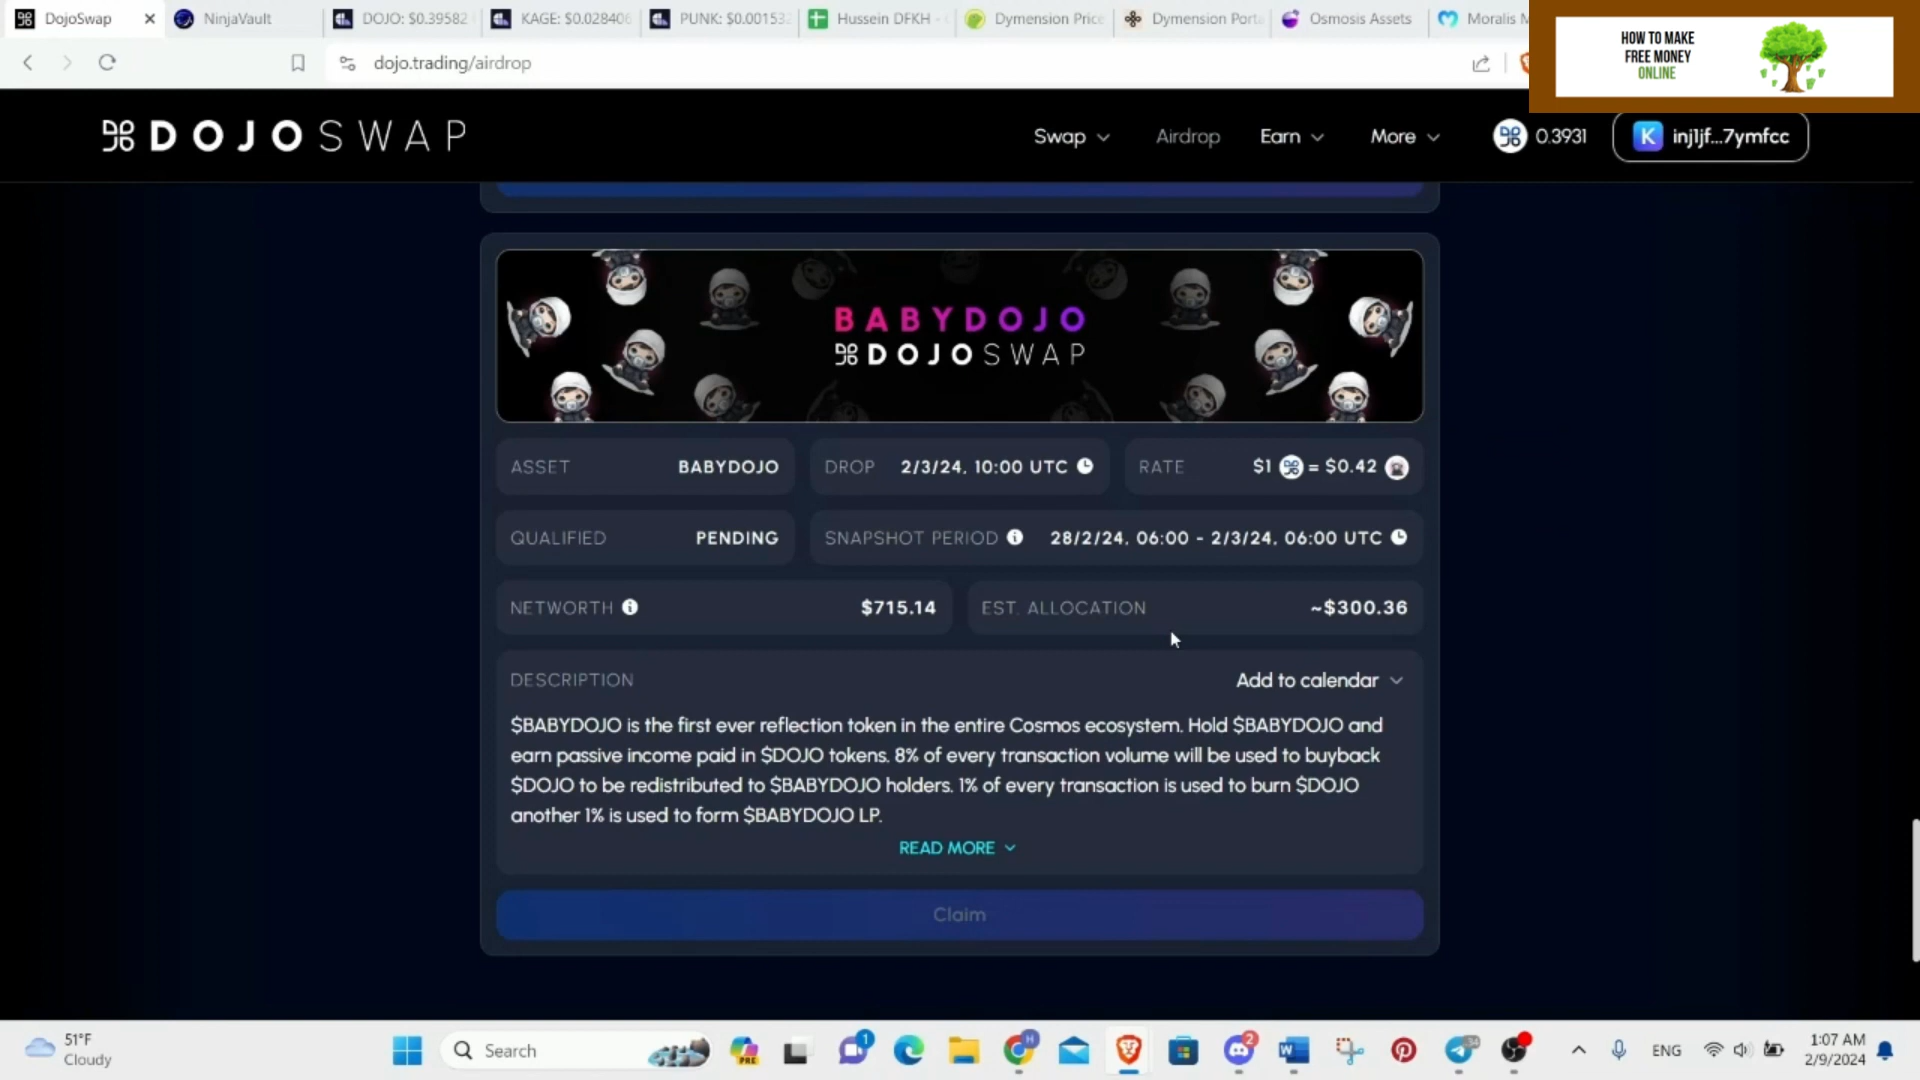 DojoSwap
NinjaVault
DOJO: $0.39582
KAGE: $0.028406
PUNK: $0.00153
Hussein DFKH -
Dymension Price
Dymension Porta
Osmosis Assets
Moralis M
HOW TO MAKE
FREE MONEY
ONLINE
dojo.trading/airdrop
DOJOSWAP
Swap
Airdrop
Earn
More
0.3931
K
inj1jf...7ymfcc
BABYDOJO
DOJOSWAP
ASSET BABYDOJO
DROP 2/3/24, 10:00 UTC
RATE $1 = $0.42
QUALIFIED PENDING
SNAPSHOT PERIOD 28/2/24, 06:00 - 2/3/24, 06:00 UTC
NETWORTH $715.14
EST. ALLOCATION ~$300.36
DESCRIPTION
Add to calendar
$BABYDOJO is the first ever reflection token in the entire Cosmos ecosystem. Hold $BABYDOJO and
earn passive income paid in $DOJO tokens. 8% of every transaction volume will be used to buyback
$DOJO to be redistributed to $BABYDOJO holders. 1% of every transaction is used to burn $DOJO
another 1% is used to form $BABYDOJO LP.
READ MORE
Claim
51°F
Cloudy
Search
PRE
1
H
2
W
34
ENG
1:07 AM
2/9/2024